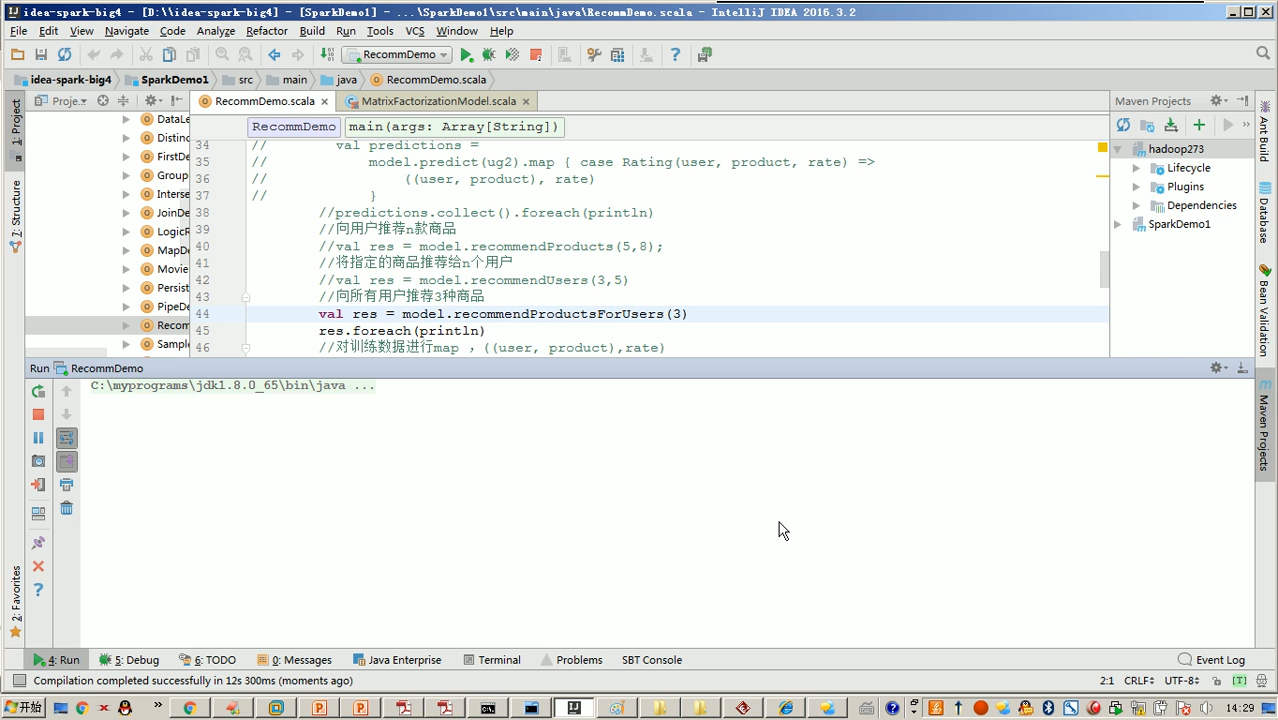 idea-spark-big4 - [D:\\idea-spark-big4] - [SparkDemo1] - ...\SparkDemo1\src\main\java\RecommDemo.scala - IntelliJ IDEA 2016.3.2
File Edit View Navigate Code Analyze Refactor Build Run Tools VCS Window Help
RecommDemo
idea-spark-big4 SparkDemo1 src main java RecommDemo.scala
1: Project
Proje..
RecommDemo.scala
MatrixFactorizationModel.scala
Maven Projects
RecommDemo main(args: Array[String])
DataLe
Distinc
FirstDe
Group
Interse
JoinDe
LogicR
MapDe
Movie
Persist
PipeDe
Recom
Sample
34 // val predictions =
35 // model.predict(ug2).map { case Rating(user, product, rate) =>
36 // ((user, product), rate)
37 // }
38 //predictions.collect().foreach(println)
39 //向用户推荐n款商品
40 //val res = model.recommendProducts(5,8);
41 //将指定的商品推荐给n个用户
42 //val res = model.recommendUsers(3,5)
43 //向所有用户推荐3种商品
44 val res = model.recommendProductsForUsers(3)
45 res.foreach(println)
46 //对训练数据进行map ，((user, product),rate)
hadoop273
Lifecycle
Plugins
Dependencies
SparkDemo1
Ant Build
Database
Bean Validation
Maven Projects
7: Structure
2: Favorites
Run RecommDemo
C:\myprograms\jdk1.8.0_65\bin\java ...
4: Run 5: Debug 6: TODO 0: Messages Java Enterprise Terminal Problems SBT Console Event Log
Compilation completed successfully in 12s 300ms (moments ago) 2:1 CRLF UTF-8 [T]
开始 14:29